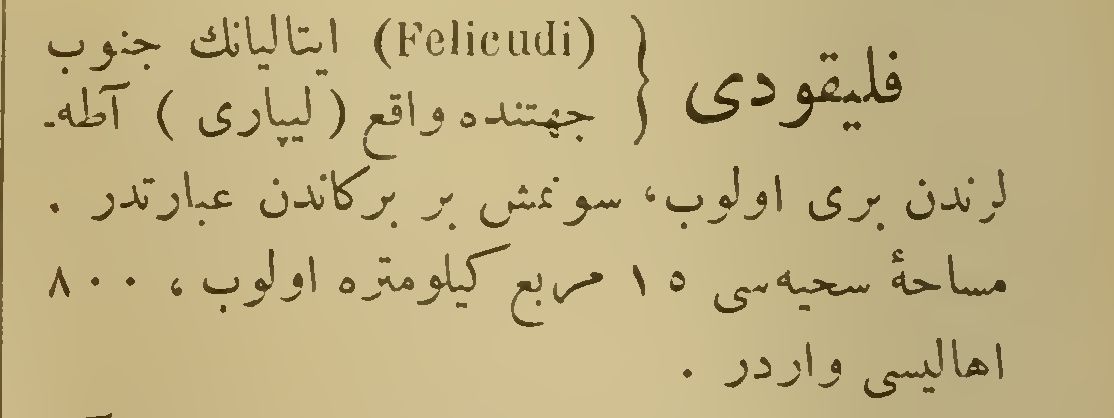 فليقودى { (Felicudi) ايتاليانك جنوب
جهتنده واقع (ليپارى) آطه‌ـ
لرندن برى اولوب، سونمش بر بركاندن عبارتدر .
مساحهٔ سحيه‌سى ١٥ مربع كيلومتره اولوب ، ٨٠٠
اهاليسى واردر .